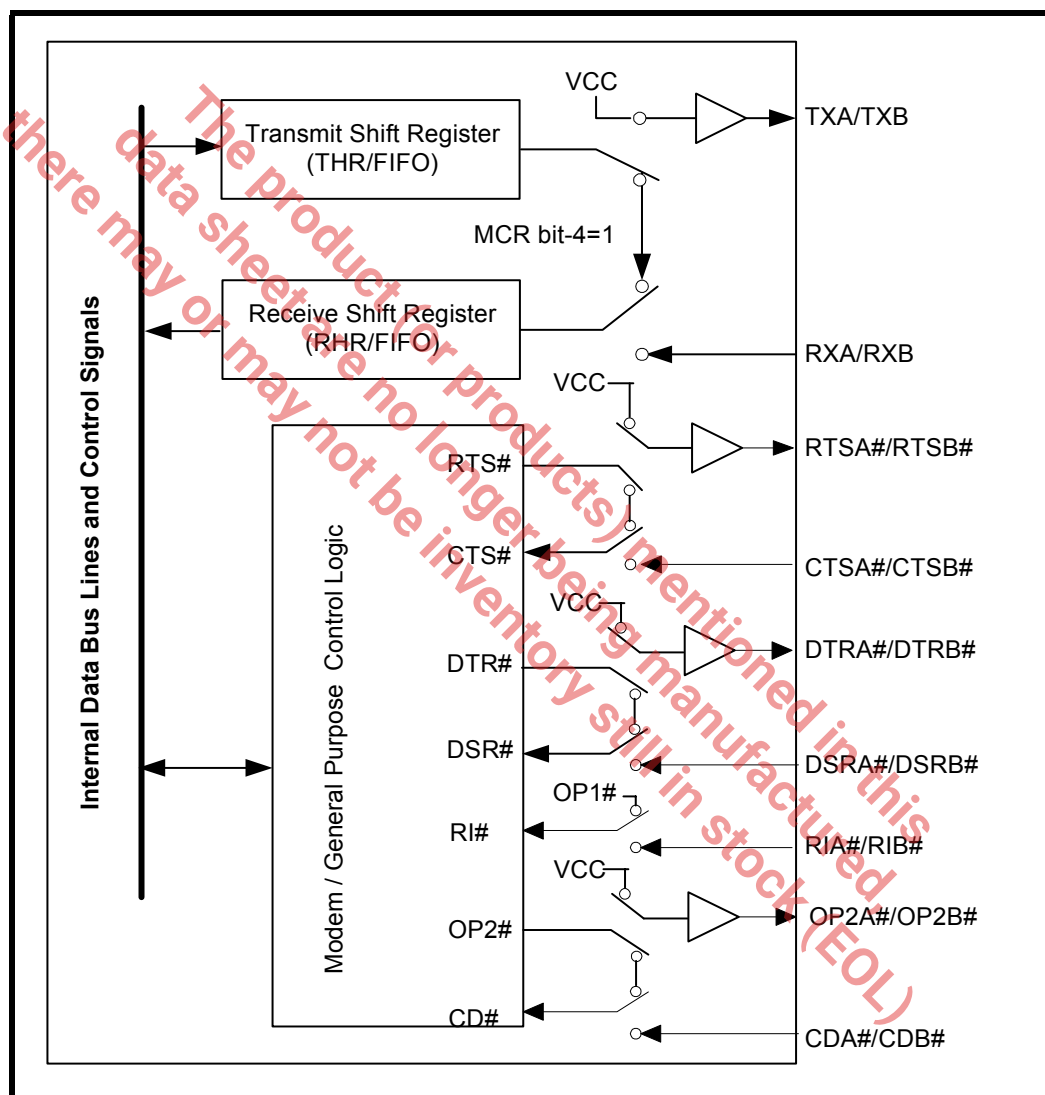 VCC
TXA/TXB
Transmit Shift Register
(THR/FIFO)
MCR bit-4=1
Receive Shift Register
(RHR/FIFO)
RXA/RXB
VCC
RTSA#/RTSB#
RTS#
CTS#
CTSA#/CTSB#
VCC
DTRA#/DTRB#
DTR#
DSR#
DSRA#/DSRB#
OP1#
RI#
RIA#/RIB#
VCC
OP2A#/OP2B#
OP2#
CD#
CDA#/CDB#
Internal Data Bus Lines and Control Signals
Modem / General Purpose Control Logic
The product (or products) mentioned in this
data sheet are no longer being manufactured,
there may or may not be inventory still in stock (EOL)